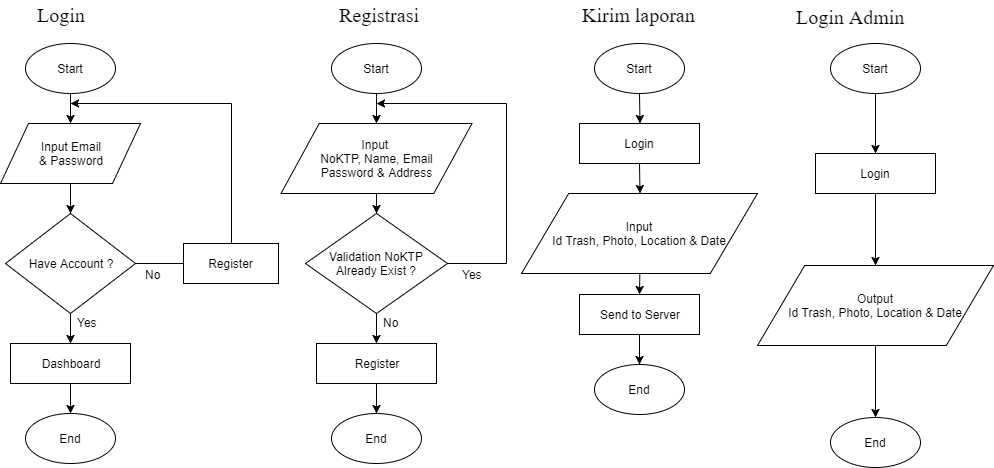 Login
Start
Input Email
& Password
Have Account ?
No
Register
Yes
Dashboard
End
Registrasi
Start
Input
NoKTP, Name, Email
Password & Address
Validation NoKTP
Already Exist ?
Yes
No
Register
End
Kirim laporan
Start
Login
Input
Id Trash, Photo, Location & Date
Send to Server
End
Login Admin
Start
Login
Output
Id Trash, Photo, Location & Date
End